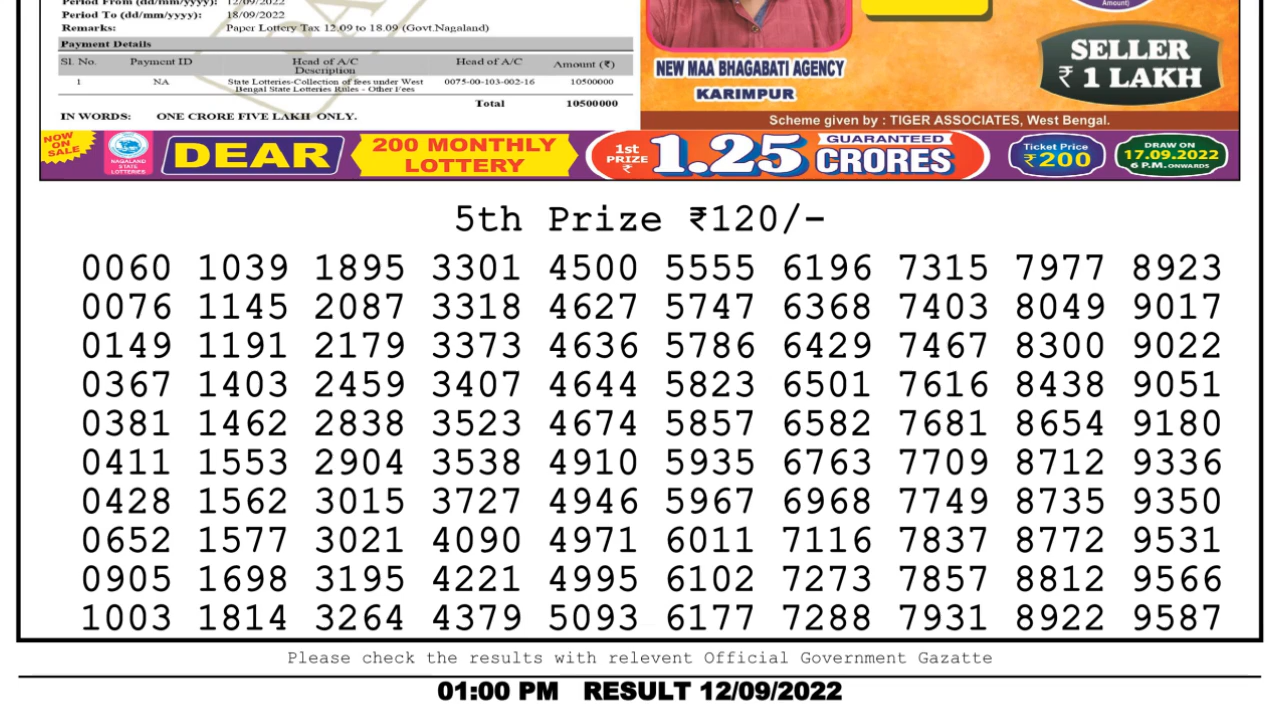 Period From (dd/mm/yyyy): 12/09/2022
Period To (dd/mm/yyyy): 18/09/2022
Remarks: Paper Lottery Tax 12.09 to 18.09 (Govt.Nagaland)
Payment Details
Sl. No. Payment ID Head of A/C Description Head of A/C Amount (₹)
1 NA State Lotteries-Collection of fees under West Bengal State Lotteries Rules - Other Fees 0075-00-103-002-16 10500000
Total 10500000
IN WORDS: ONE CRORE FIVE LAKH ONLY.
Amount)
NEW MAA BHAGABATI AGENCY
KARIMPUR
SELLER
₹ 1 LAKH
Scheme given by : TIGER ASSOCIATES, West Bengal.
NOW ON SALE
NAGALAND STATE LOTTERIES
DEAR
200 MONTHLY
LOTTERY
1st PRIZE ₹
1.25
GUARANTEED
CRORES
Ticket Price
₹200
DRAW ON
17.09.2022
6 P.M. ONWARDS
5th Prize ₹120/-
0060 1039 1895 3301 4500 5555 6196 7315 7977 8923
0076 1145 2087 3318 4627 5747 6368 7403 8049 9017
0149 1191 2179 3373 4636 5786 6429 7467 8300 9022
0367 1403 2459 3407 4644 5823 6501 7616 8438 9051
0381 1462 2838 3523 4674 5857 6582 7681 8654 9180
0411 1553 2904 3538 4910 5935 6763 7709 8712 9336
0428 1562 3015 3727 4946 5967 6968 7749 8735 9350
0652 1577 3021 4090 4971 6011 7116 7837 8772 9531
0905 1698 3195 4221 4995 6102 7273 7857 8812 9566
1003 1814 3264 4379 5093 6177 7288 7931 8922 9587
Please check the results with relevent Official Government Gazatte
01:00 PM RESULT 12/09/2022